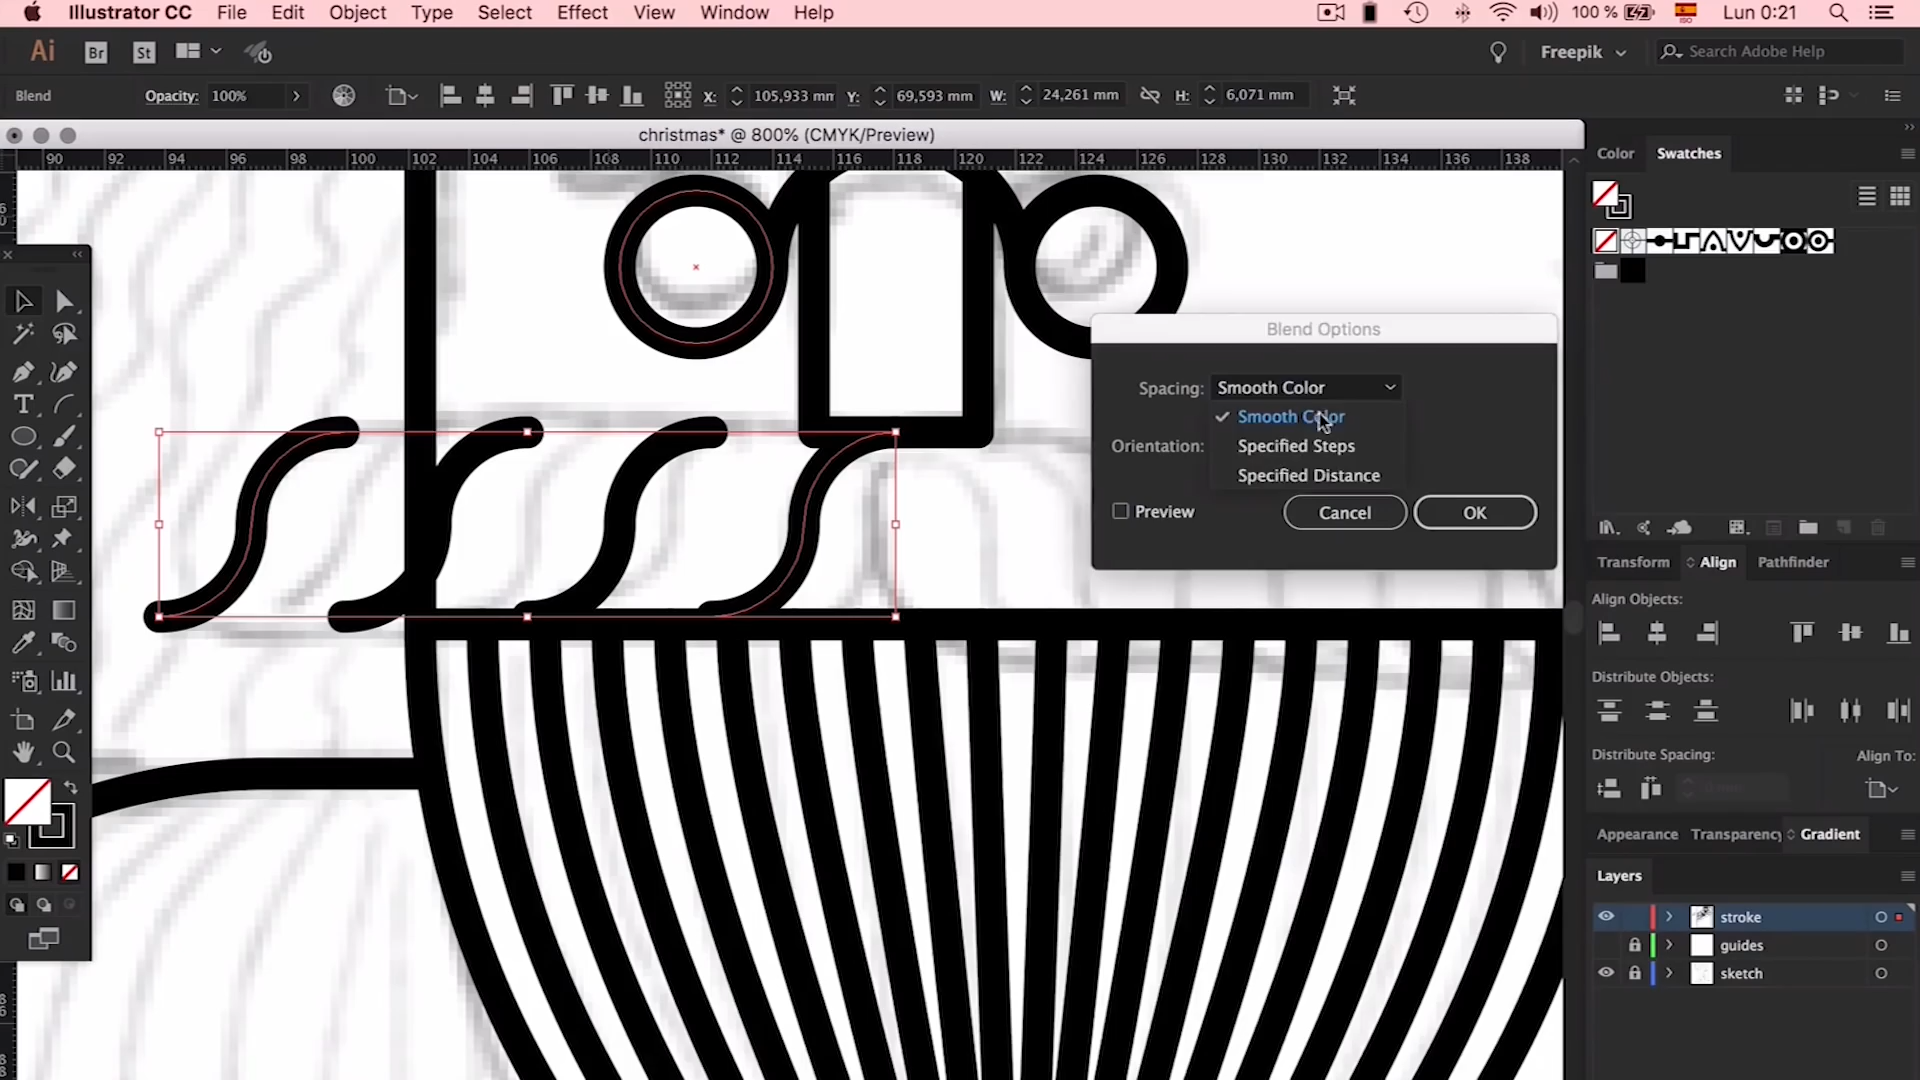 Illustrator CC File Edit Object Type Select Effect View Window Help
100 % ISO Lun 0:21
Ai Br St Freepik Search Adobe Help
Blend Opacity: 100% X: 105,933 mm Y: 69,593 mm W: 24,261 mm H: 6,071 mm
christmas* @ 800% (CMYK/Preview)
90 92 94 96 98 100 102 104 106 108 110 112 114 116 118 120 122 124 126 128 130 132 134 136 138
Color Swatches
Blend Options
Spacing: Smooth Color
Smooth Color
Orientation: Specified Steps
Specified Distance
Preview Cancel OK
Transform Align Pathfinder
Align Objects:
Distribute Objects:
Distribute Spacing: Align To:
Appearance Transparency Gradient
Layers
stroke
guides
sketch